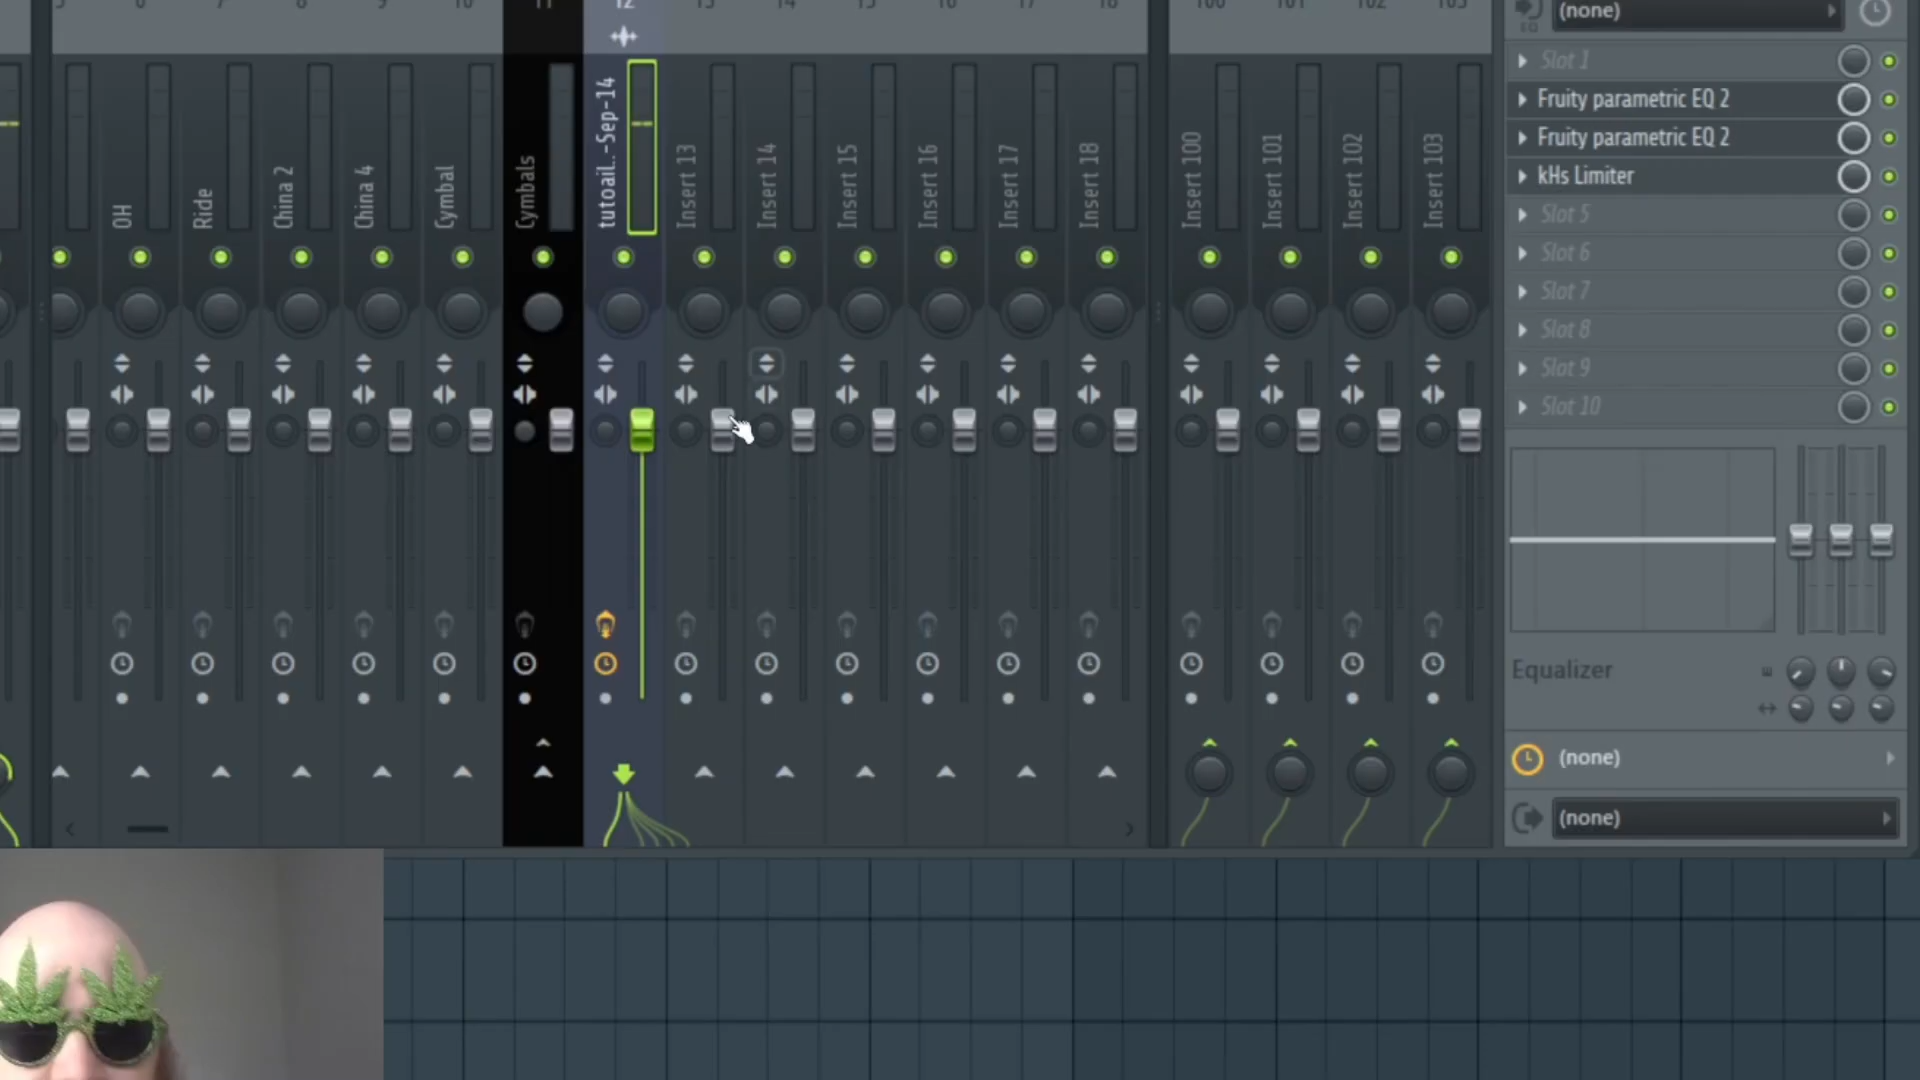 12
(none)
EQ
Slot 1
Fruity parametric EQ 2
Fruity parametric EQ 2
kHs Limiter
Slot 5
Slot 6
Slot 7
Slot 8
Slot 9
Slot 10
OH
Ride
China 2
China 4
Cymbal
Cymbals
tutoail..-Sep-14
Insert 13
Insert 14
Insert 15
Insert 16
Insert 17
Insert 18
Insert 100
Insert 101
Insert 102
Insert 103
Equalizer
(none)
(none)